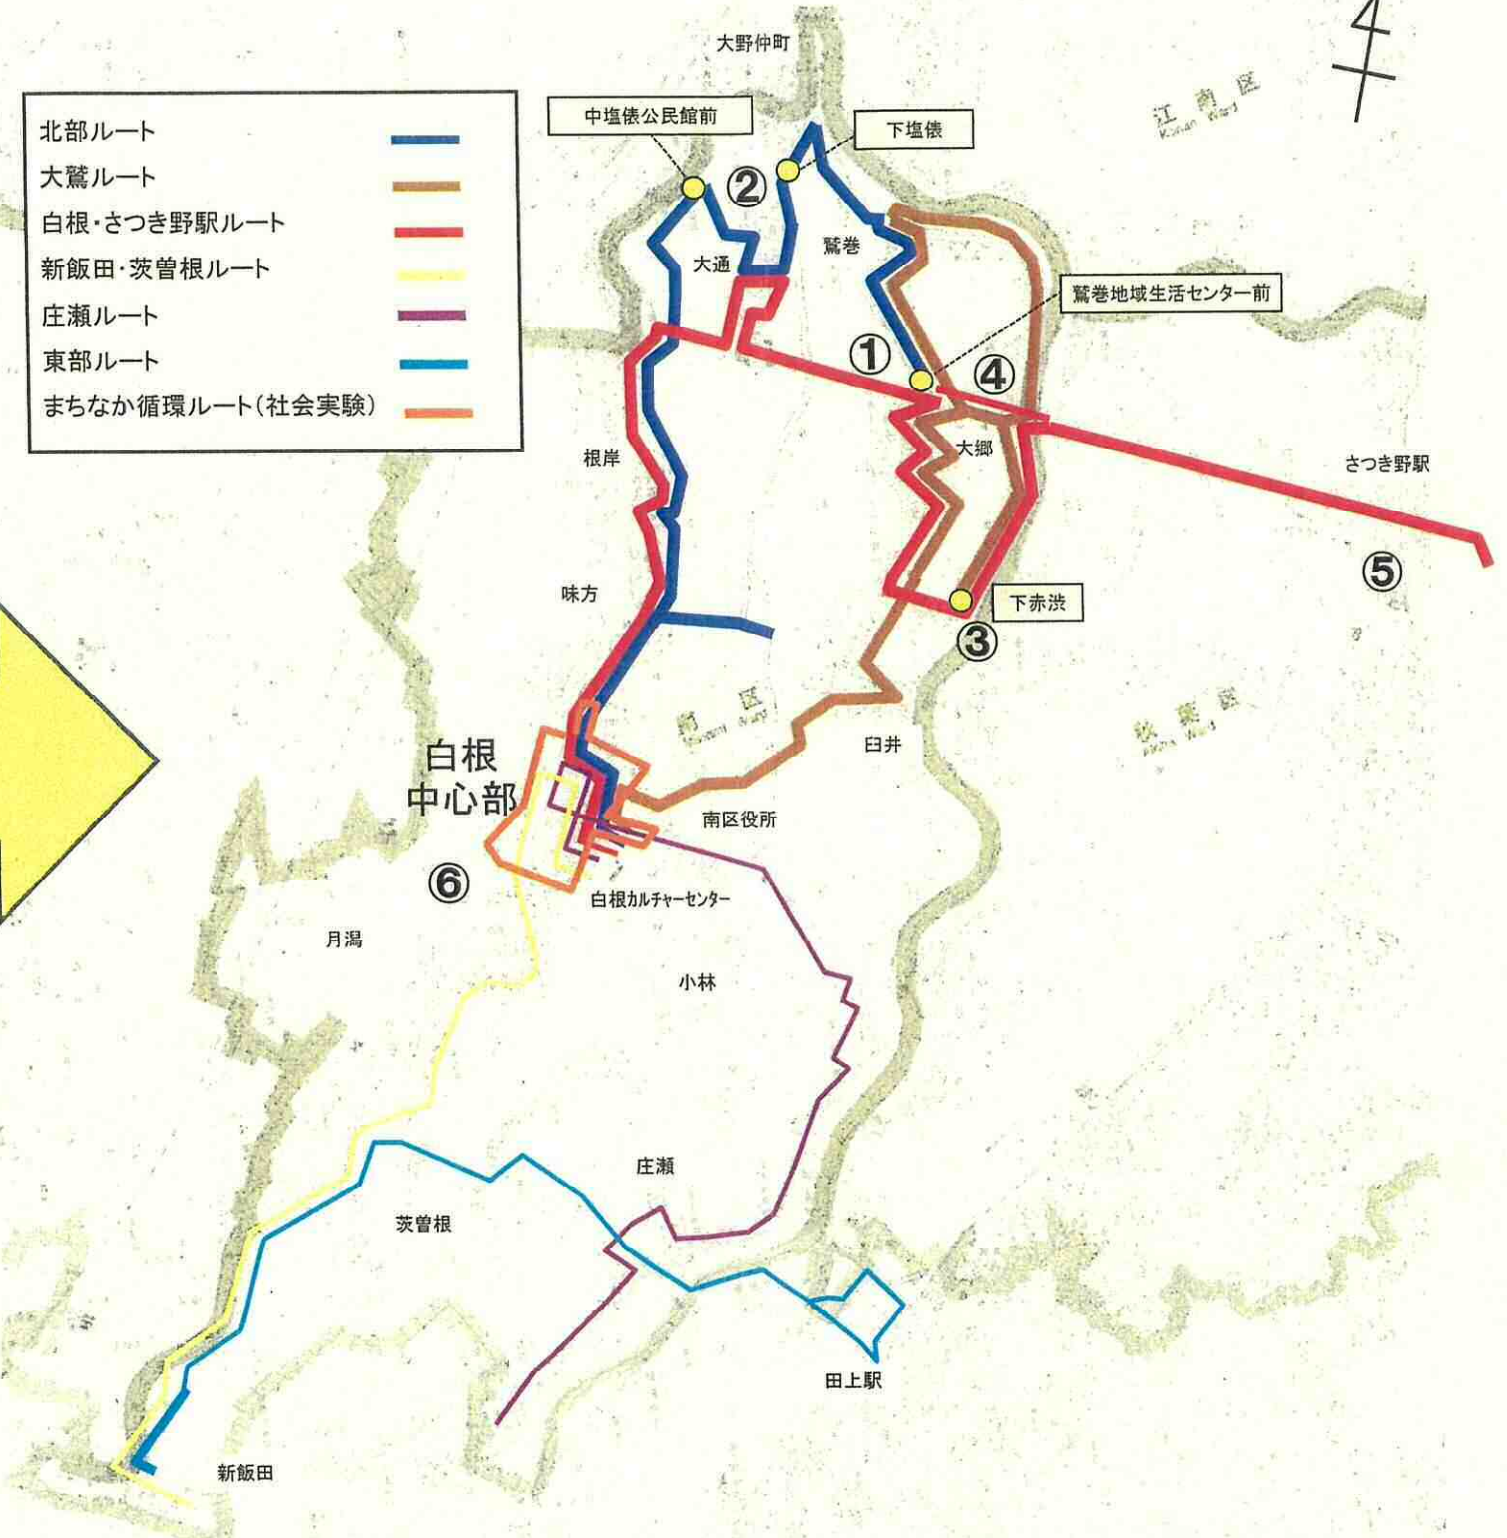 大野仲町
江南区
北部ルート
大鷲ルート
白根・さつき野駅ルート
新飯田・茨曽根ルート
庄瀬ルート
東部ルート
まちなか循環ルート（社会実験）
中塩俵公民館前
下塩俵
②
鷲巻
大通
鷲巻地域生活センター前
①
④
大郷
根岸
さつき野駅
⑤
味方
下赤渋
③
南区
秋葉区
臼井
白根
中心部
南区役所
⑥
白根カルチャーセンター
月潟
小林
庄瀬
茨曽根
田上駅
新飯田